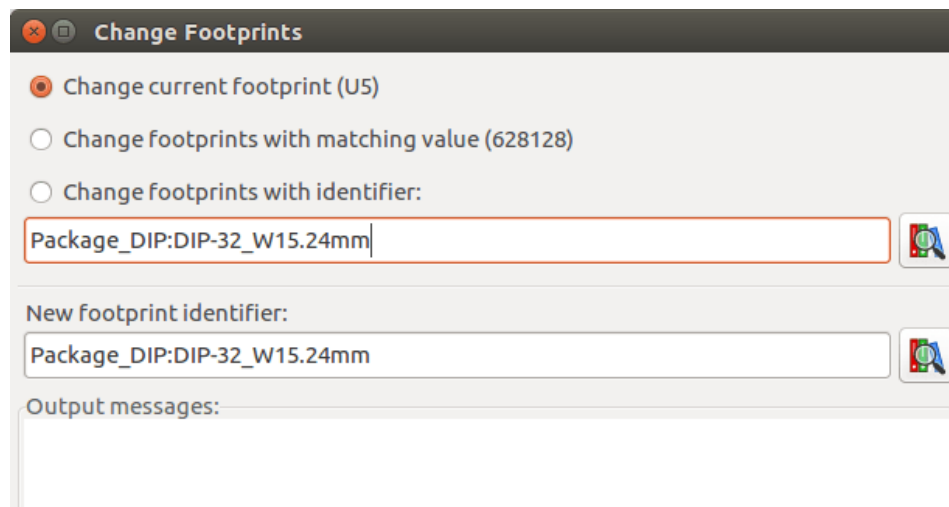 Change Footprints
Change current footprint (U5)
Change footprints with matching value (628128)
Change footprints with identifier:
Package_DIP:DIP-32_W15.24mm
New footprint identifier:
Package_DIP:DIP-32_W15.24mm
Output messages: